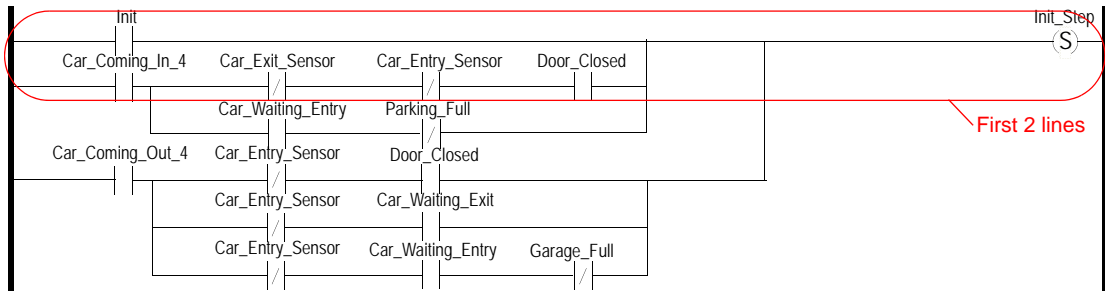 Init Init_Step
S
Car_Coming_In_4 Car_Exit_Sensor Car_Entry_Sensor Door_Closed
Car_Waiting_Entry Parking_Full
First 2 lines
Car_Coming_Out_4 Car_Entry_Sensor Door_Closed
Car_Entry_Sensor Car_Waiting_Exit
Car_Entry_Sensor Car_Waiting_Entry Garage_Full